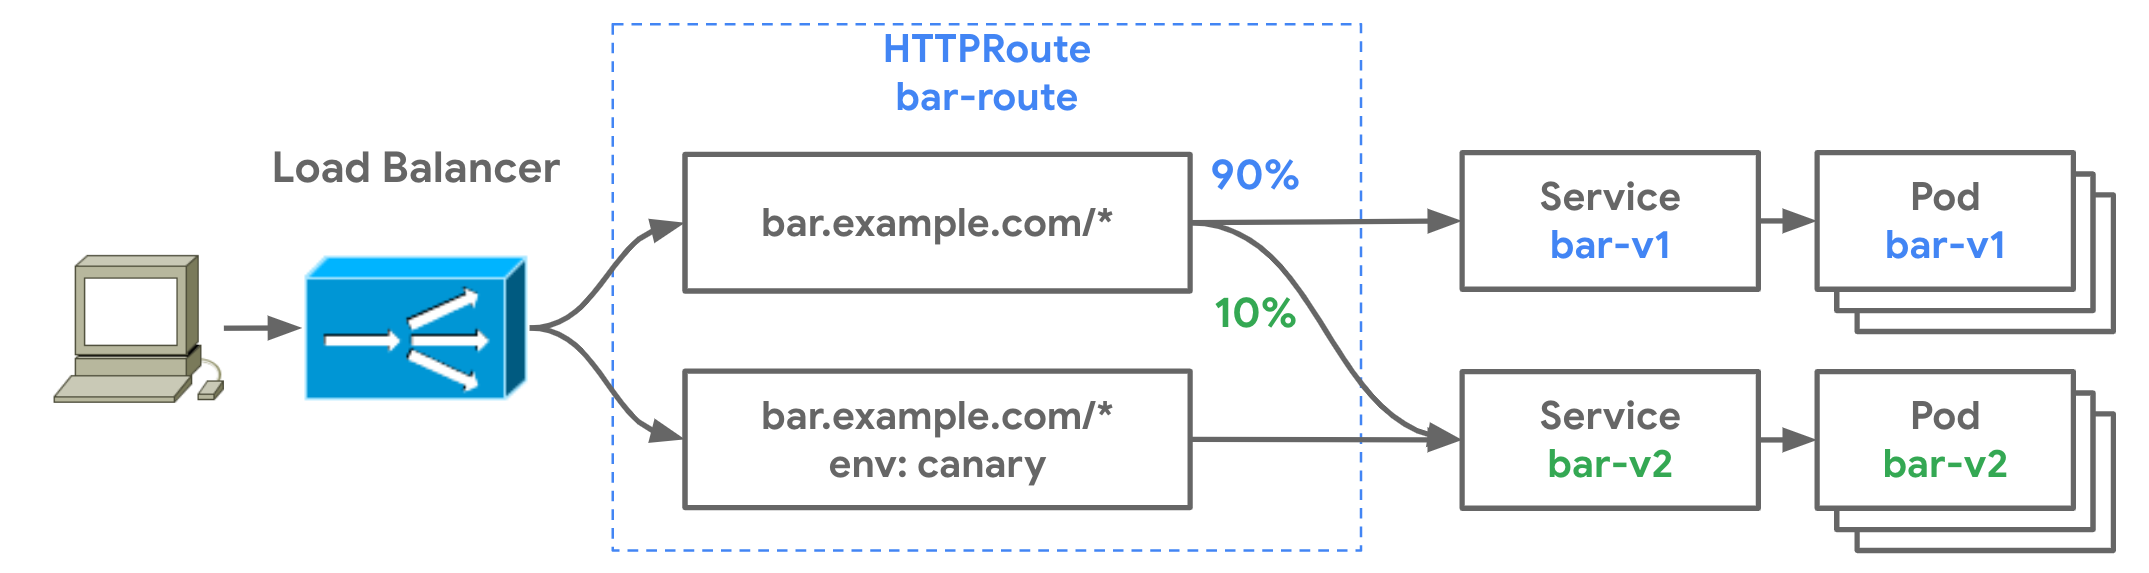 HTTPRoute
bar-route
Load Balancer
bar.example.com/*
90%
10%
bar.example.com/*
env: canary
Service
bar-v1
Pod
bar-v1
Service
bar-v2
Pod
bar-v2